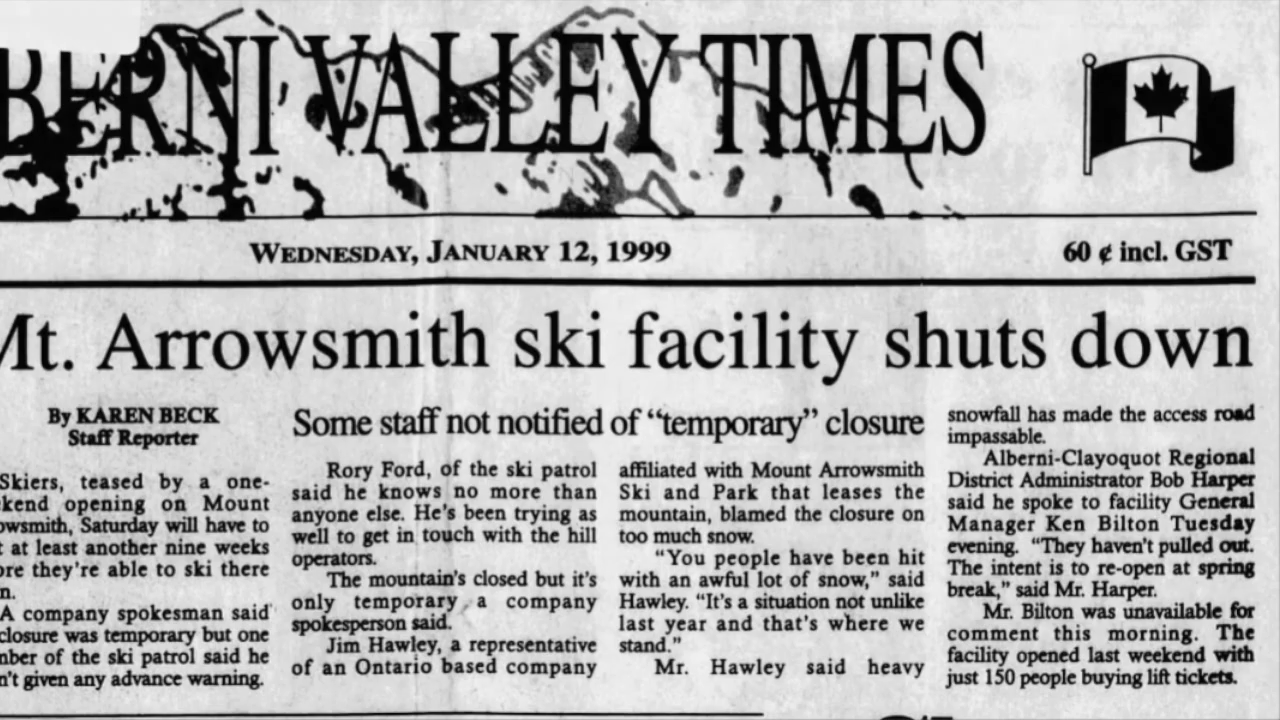 BERNI VALLEY TIMES
WEDNESDAY, JANUARY 12, 1999
60 ¢ incl. GST
Mt. Arrowsmith ski facility shuts down
By KAREN BECK
Staff Reporter
Skiers, teased by a one-
kend opening on Mount
owsmith, Saturday will have to
t at least another nine weeks
ore they're able to ski there
n.
A company spokesman said
closure was temporary but one
nber of the ski patrol said he
n't given any advance warning.
Some staff not notified of "temporary" closure
Rory Ford, of the ski patrol
said he knows no more than
anyone else. He's been trying as
well to get in touch with the hill
operators.
The mountain's closed but it's
only temporary a company
spokesperson said.
Jim Hawley, a representative
of an Ontario based company
affiliated with Mount Arrowsmith
Ski and Park that leases the
mountain, blamed the closure on
too much snow.
"You people have been hit
with an awful lot of snow," said
Hawley. "It's a situation not unlike
last year and that's where we
stand."
Mr. Hawley said heavy
snowfall has made the access road
impassable.
Alberni-Clayoquot Regional
District Administrator Bob Harper
said he spoke to facility General
Manager Ken Bilton Tuesday
evening. "They haven't pulled out.
The intent is to re-open at spring
break," said Mr. Harper.
Mr. Bilton was unavailable for
comment this morning. The
facility opened last weekend with
just 150 people buying lift tickets.